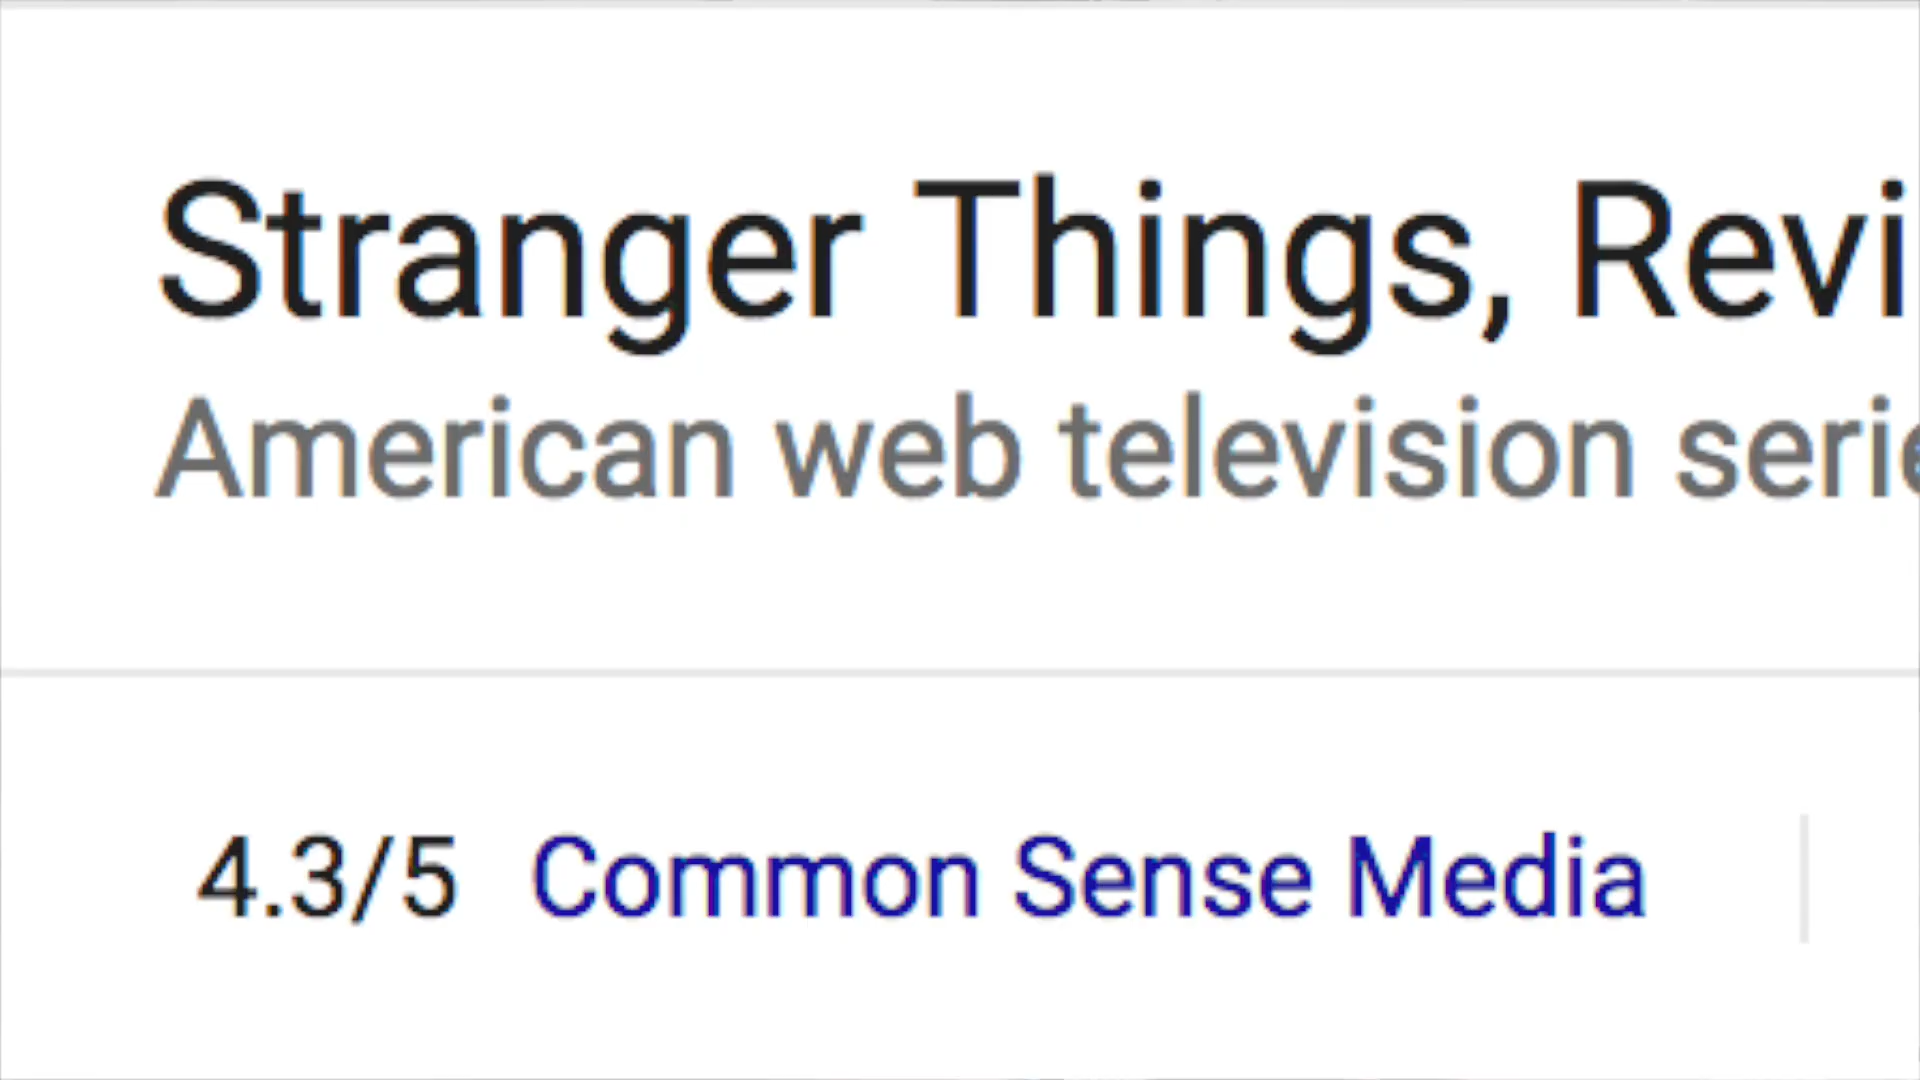 Stranger Things, Revi
American web television serie
4.3/5 Common Sense Media